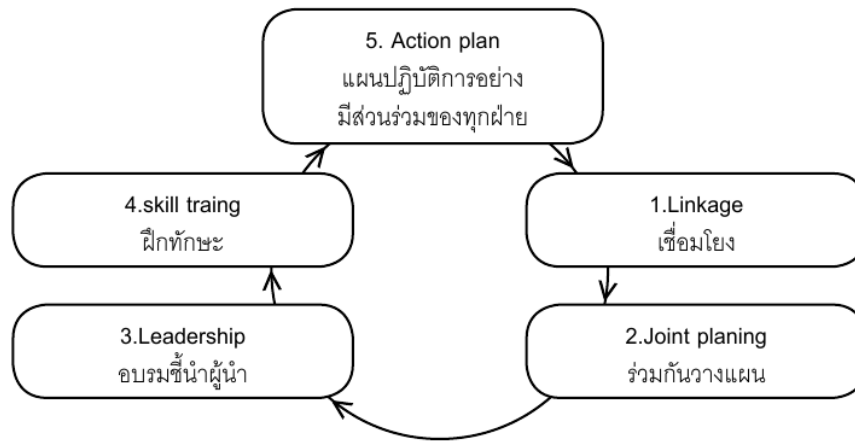 5. Action plan
แผนปฏิบัติการอย่าง
มีส่วนร่วมของทุกฝ่าย
4.skill traing
ฝึกทักษะ
1.Linkage
เชื่อมโยง
3.Leadership
อบรมชี้นำผู้นำ
2.Joint planing
ร่วมกันวางแผน